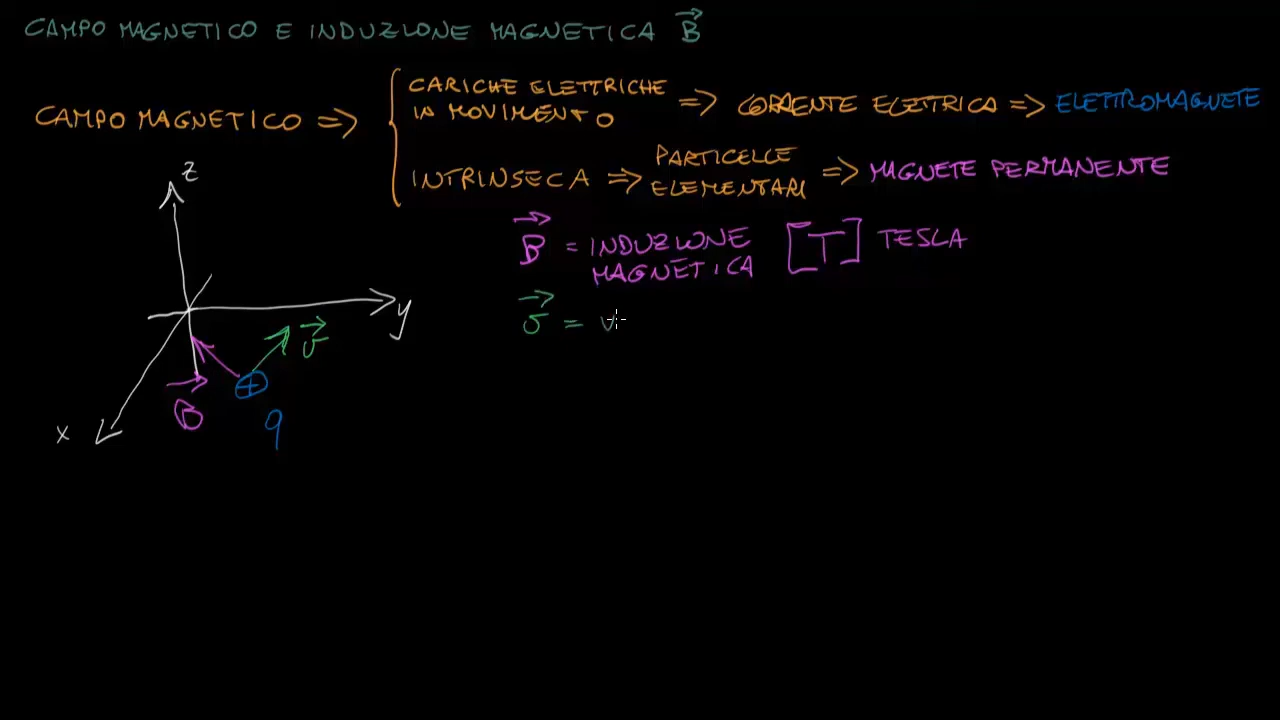 CAMPO MAGNETICO E INDUZIONE MAGNETICA B
CAMPO MAGNETICO => { CARICHE ELETTRICHE IN MOVIMENTO => CORRENTE ELETTRICA => ELETTROMAGNETE
INTRINSECA => PARTICELLE ELEMENTARI => MAGNETE PERMANENTE
B = INDUZIONE MAGNETICA [T] TESLA
v = v
z
y
x
v
B
+
q